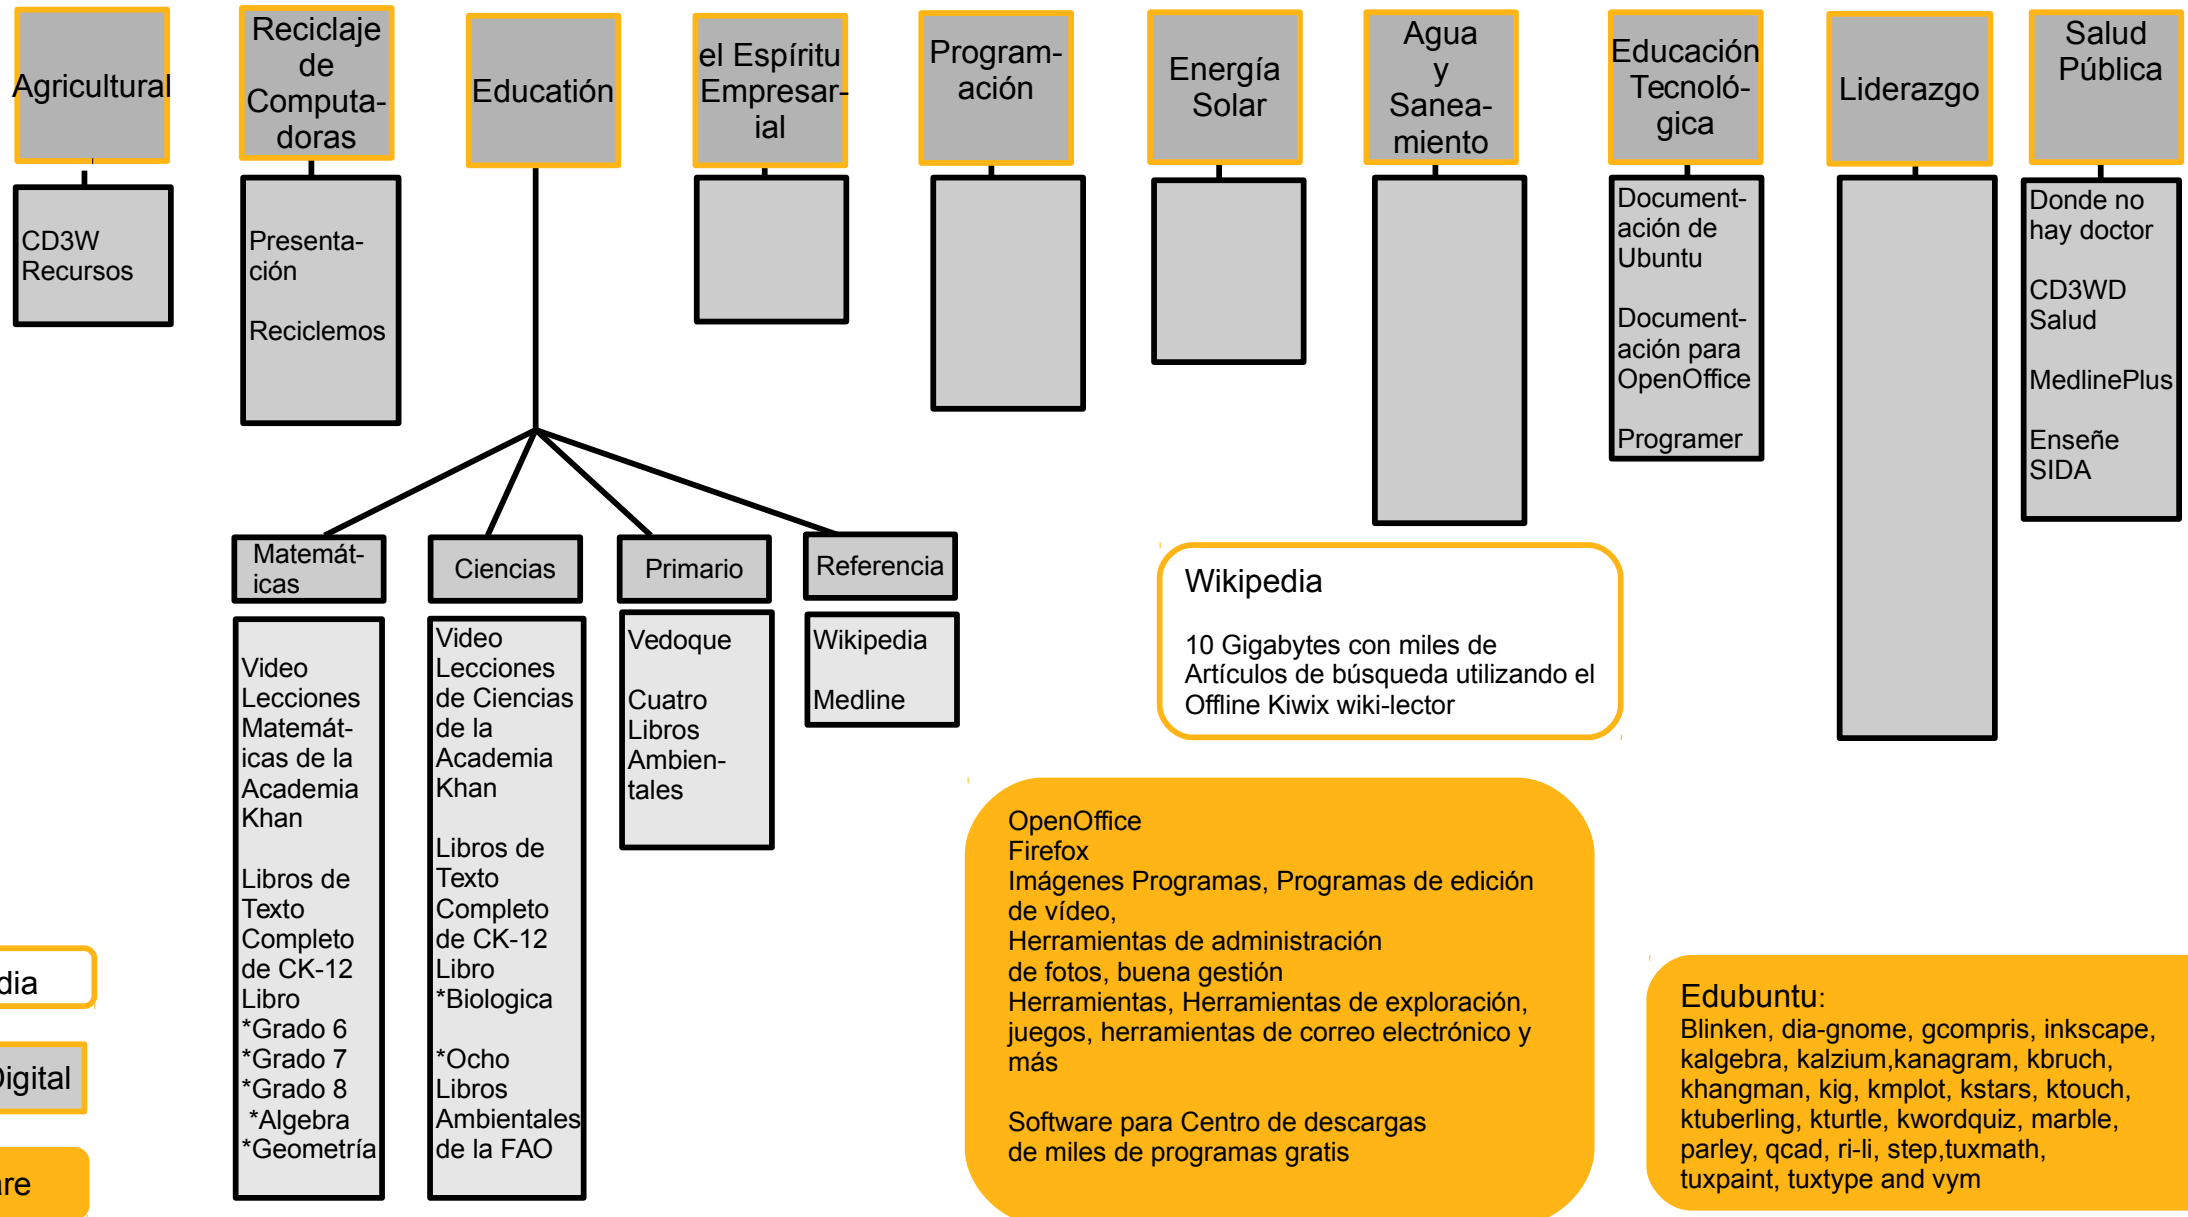 Agricultural
CD3W
Recursos
Reciclaje
de
Computa-
doras
Presenta-
ción
Reciclemos
Educatión
el Espíritu
Empresar-
ial
Program-
ación
Energía
Solar
Agua
y
Sanea-
miento
Educación
Tecnoló-
gica
Document-
ación de
Ubuntu
Document-
ación para
OpenOffice
Programer
Liderazgo
Salud
Pública
Donde no
hay doctor
CD3WD
Salud
MedlinePlus
Enseñe
SIDA
Matemát-
icas
Video
Lecciones
Matemát-
icas de la
Academia
Khan
Libros de
Texto
Completo
de CK-12
Libro
*Grado 6
*Grado 7
*Grado 8
*Algebra
*Geometría
Ciencias
Video
Lecciones
de Ciencias
de la
Academia
Khan
Libros de
Texto
Completo
de CK-12
Libro
*Biologica
*Ocho
Libros
Ambientales
de la FAO
Primario
Vedoque
Cuatro
Libros
Ambien-
tales
Referencia
Wikipedia
Medline
Wikipedia
10 Gigabytes con miles de
Artículos de búsqueda utilizando el
Offline Kiwix wiki-lector
OpenOffice
Firefox
Imágenes Programas, Programas de edición
de vídeo,
Herramientas de administración
de fotos, buena gestión
Herramientas, Herramientas de exploración,
juegos, herramientas de correo electrónico y
más
Software para Centro de descargas
de miles de programas gratis
Edubuntu:
Blinken, dia-gnome, gcompris, inkscape,
kalgebra, kalzium,kanagram, kbruch,
khangman, kig, kmplot, kstars, ktouch,
ktuberling, kturtle, kwordquiz, marble,
parley, qcad, ri-li, step,tuxmath,
tuxpaint, tuxtype and vym
dia
Digital
are